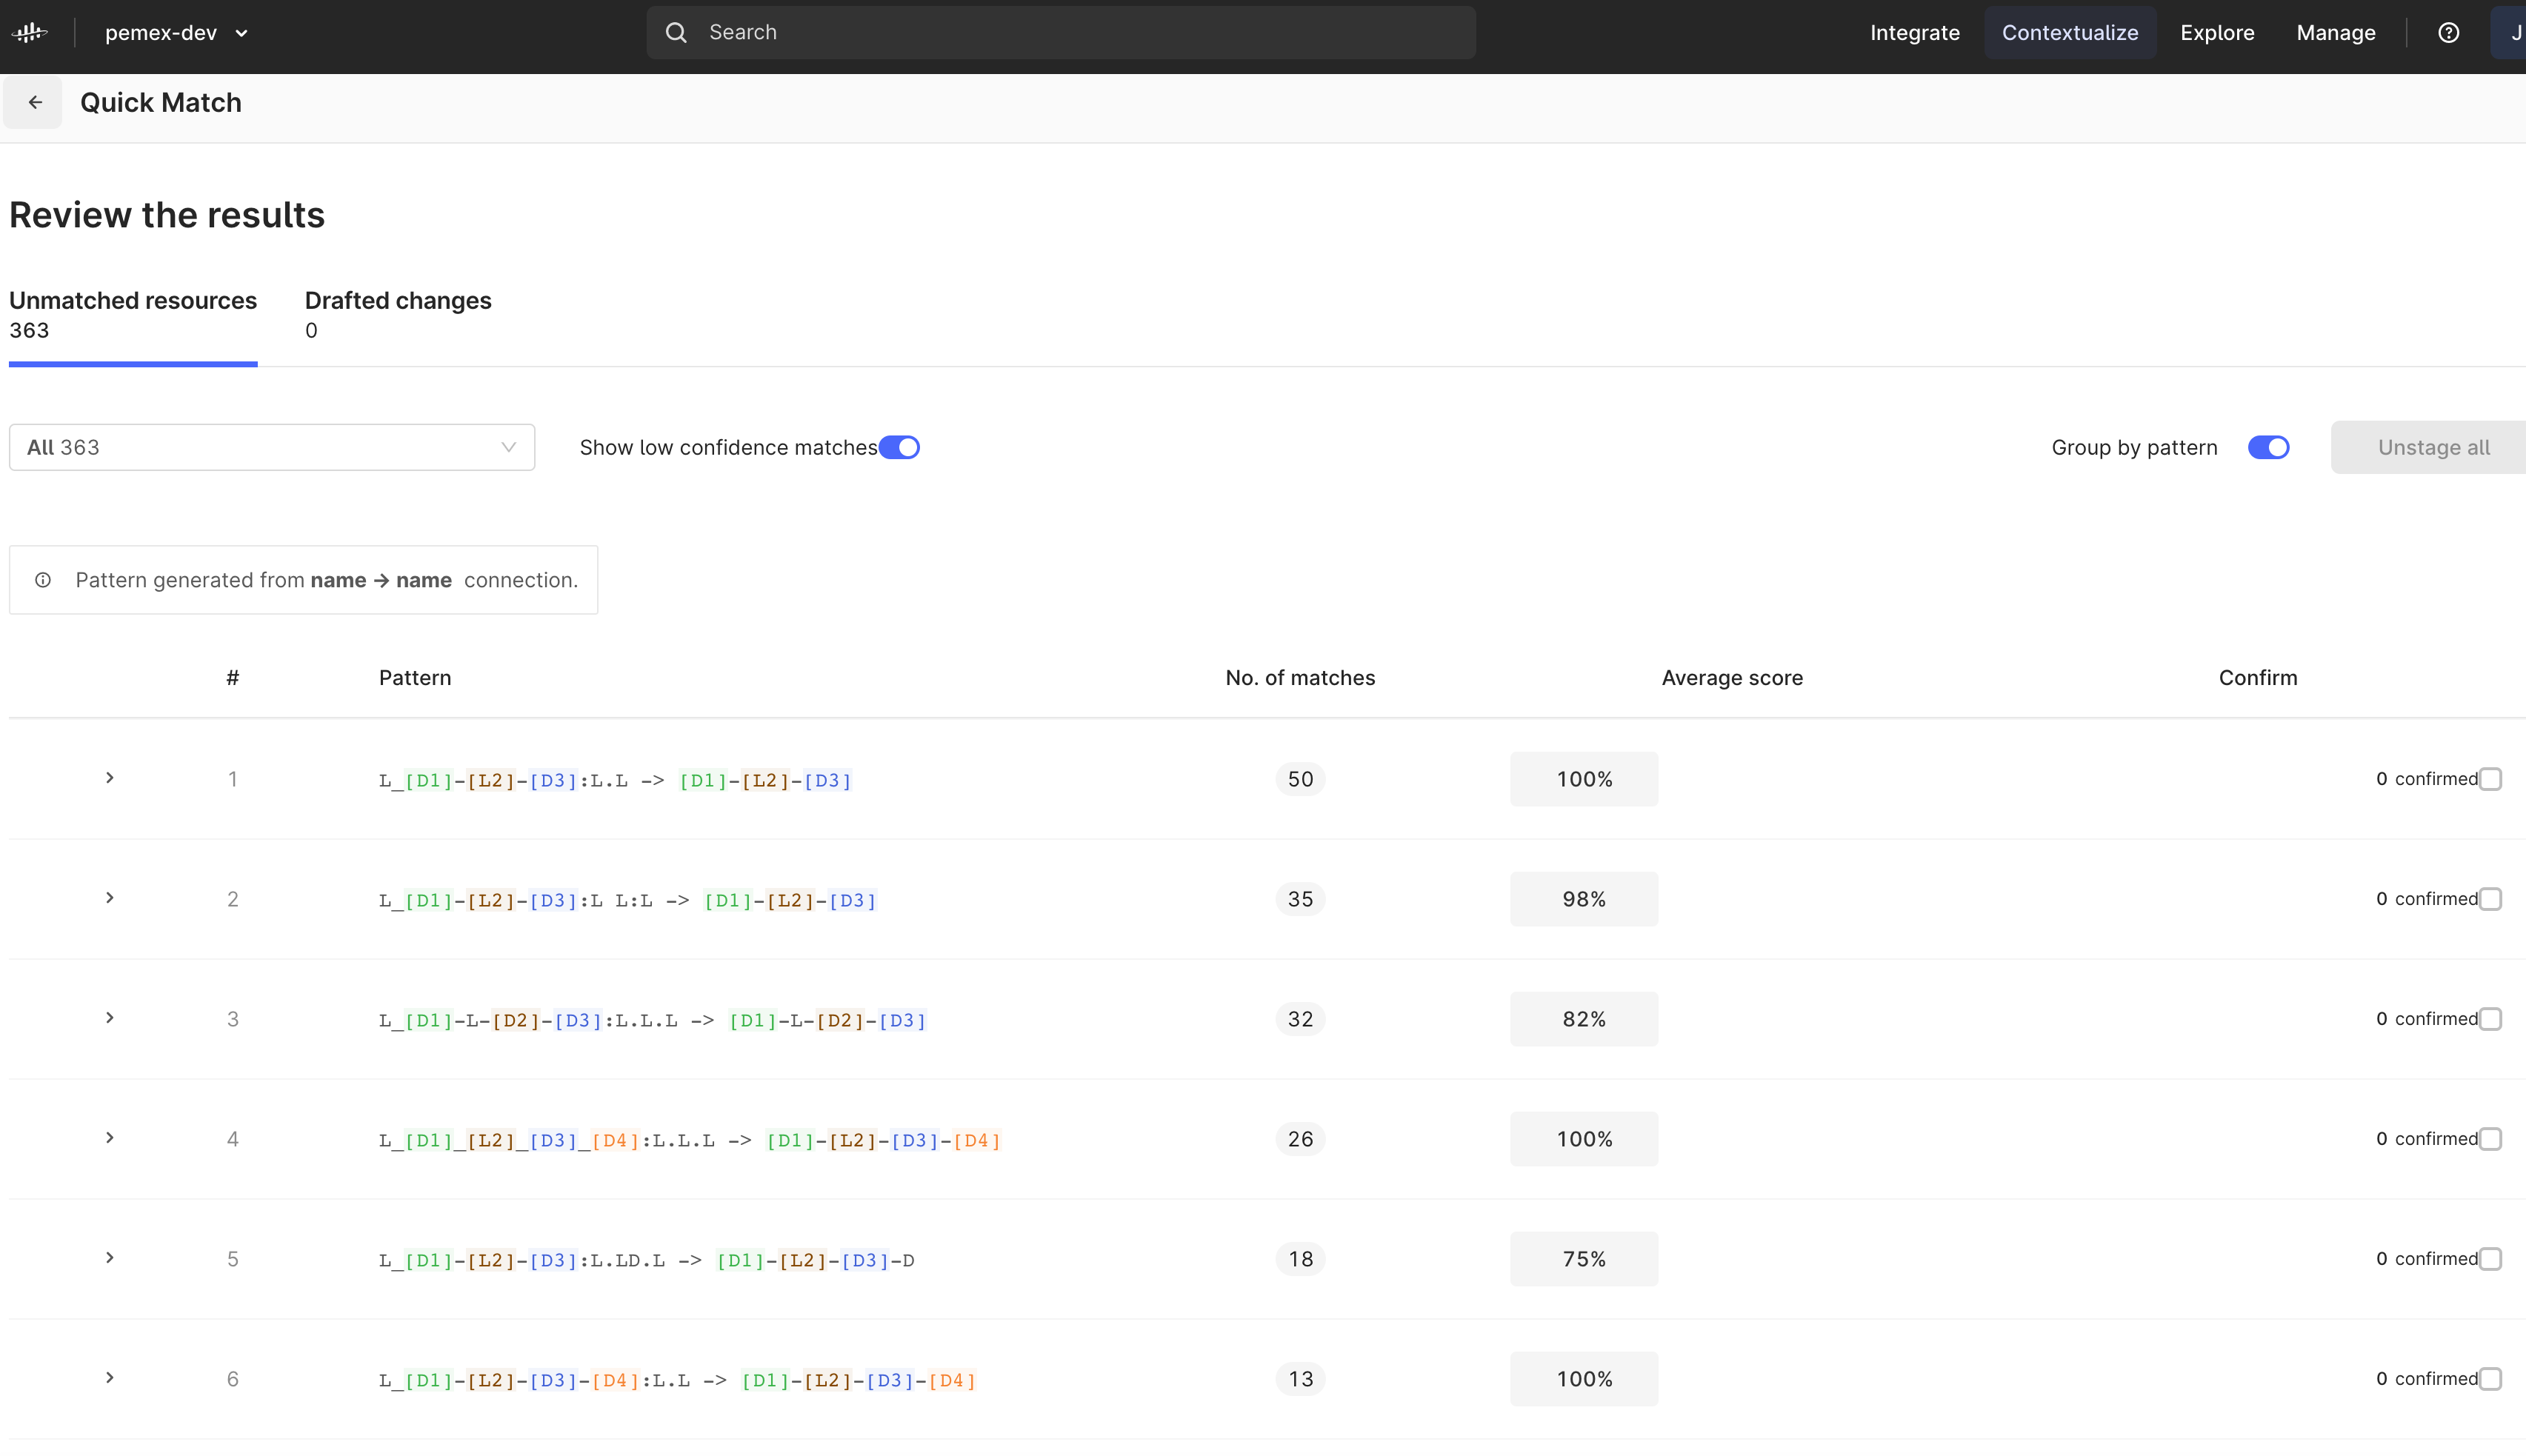 pemex-dev
Search
Integrate
Contextualize
Explore
Manage
J
Quick Match
Review the results
Unmatched resources
363
Drafted changes
0
All 363
Show low confidence matches
Group by pattern
Unstage all
Pattern generated from name → name connection.
# Pattern No. of matches Average score Confirm
1 L_[D1]-[L2]-[D3]:L.L -> [D1]-[L2]-[D3] 50 100% 0 confirmed
2 L_[D1]-[L2]-[D3]:L L:L -> [D1]-[L2]-[D3] 35 98% 0 confirmed
3 L_[D1]-L-[D2]-[D3]:L.L.L -> [D1]-L-[D2]-[D3] 32 82% 0 confirmed
4 L_[D1]_[L2]_[D3]_[D4]:L.L.L -> [D1]-[L2]-[D3]-[D4] 26 100% 0 confirmed
5 L_[D1]-[L2]-[D3]:L.LD.L -> [D1]-[L2]-[D3]-D 18 75% 0 confirmed
6 L_[D1]-[L2]-[D3]-[D4]:L.L -> [D1]-[L2]-[D3]-[D4] 13 100% 0 confirmed